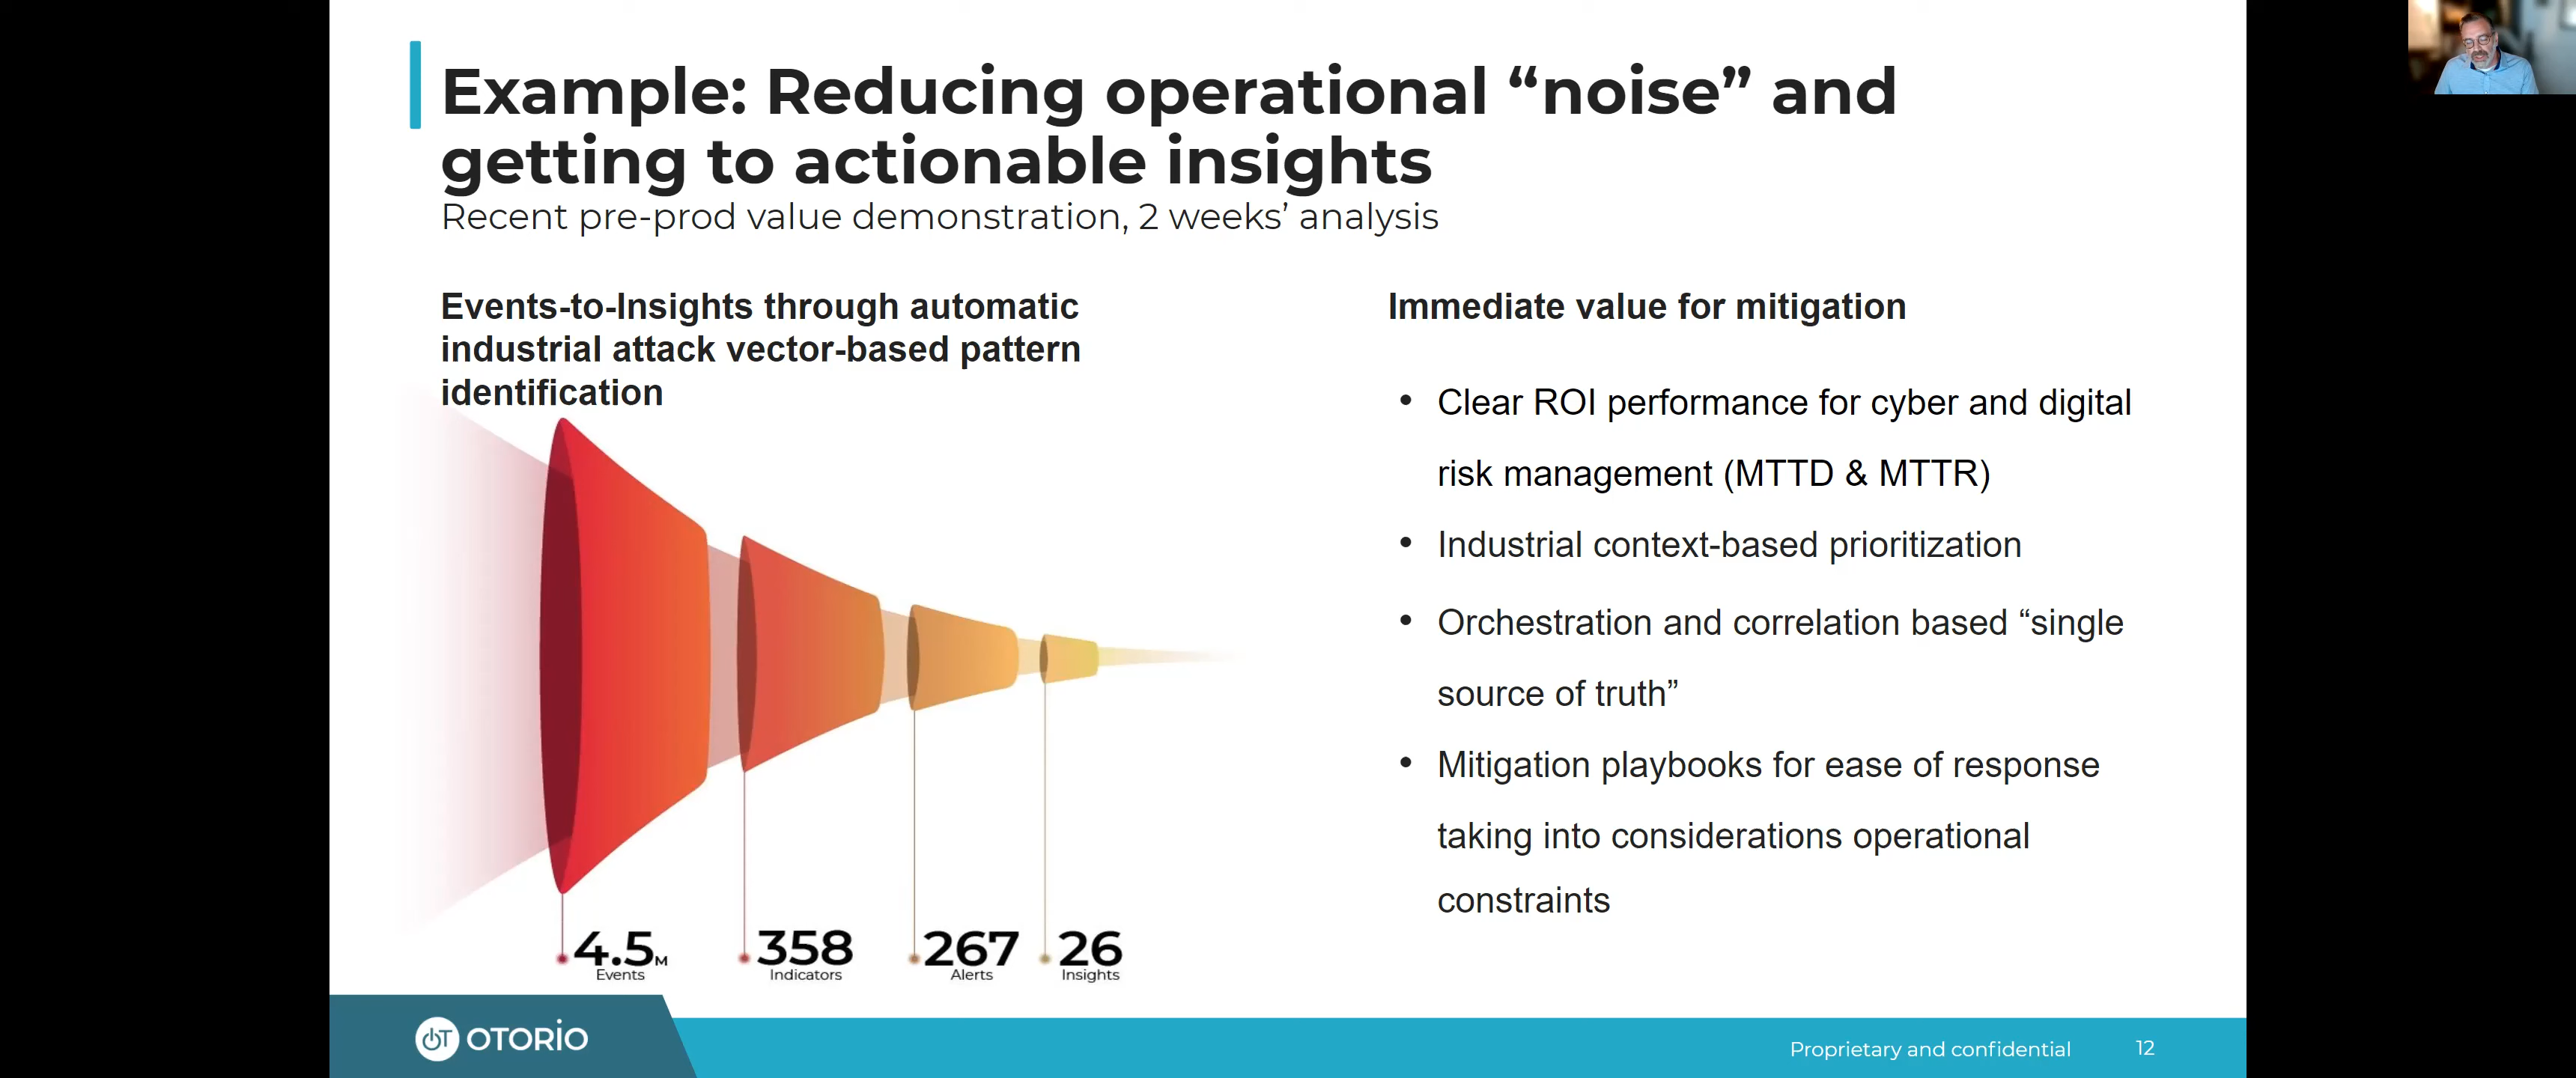 Example: Reducing operational “noise” and
getting to actionable insights
Recent pre-prod value demonstration, 2 weeks’ analysis
Events-to-Insights through automatic
industrial attack vector-based pattern
identification
4.5M
Events
358
Indicators
267
Alerts
26
Insights
Immediate value for mitigation
• Clear ROI performance for cyber and digital
risk management (MTTD & MTTR)
• Industrial context-based prioritization
• Orchestration and correlation based “single
source of truth”
• Mitigation playbooks for ease of response
taking into considerations operational
constraints
OT OTORIO
Proprietary and confidential 12